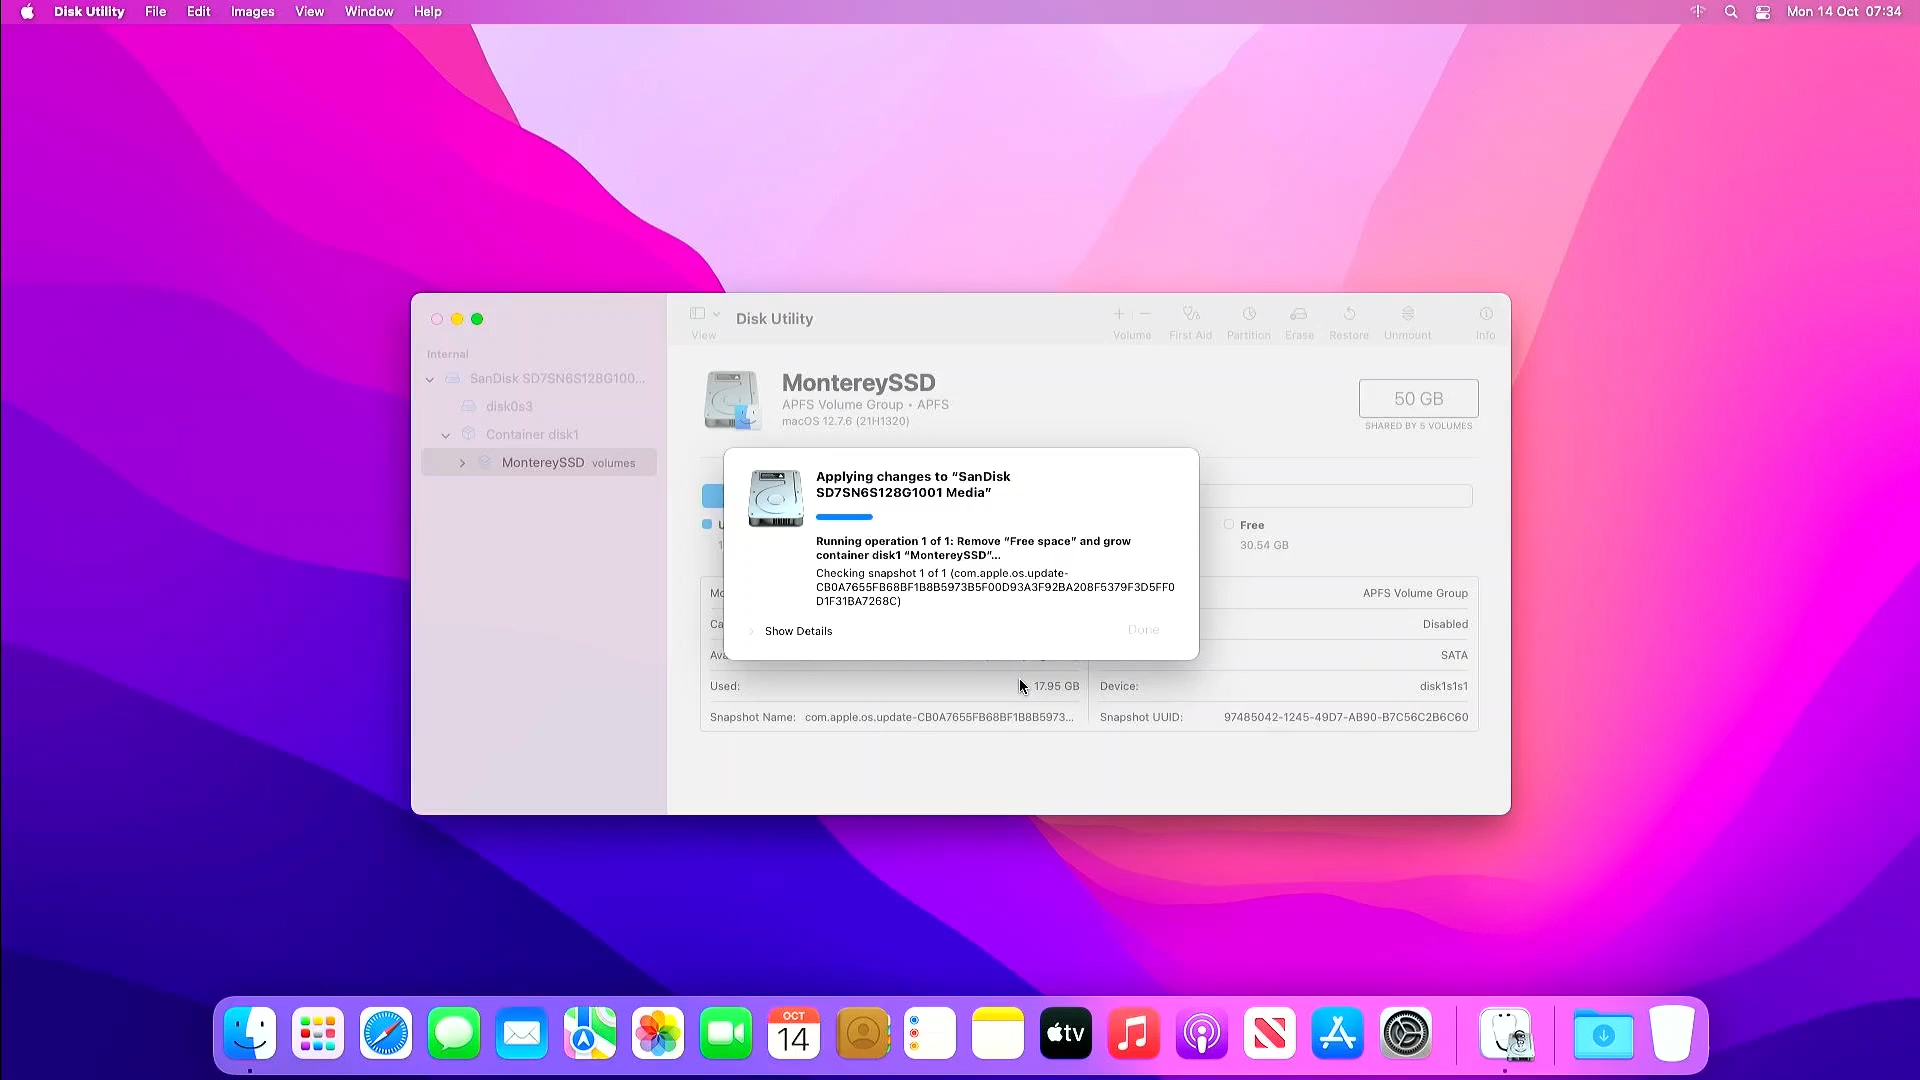 Disk Utility File Edit Images View Window Help Mon 14 Oct 07:34
Disk Utility
View Volume First Aid Partition Erase Restore Unmount Info
Internal
SanDisk SD7SN6S128G100...
disk0s3
Container disk1
MontereySSD volumes
MontereySSD
APFS Volume Group • APFS
macOS 12.7.6 (21H1320)
50 GB
SHARED BY 5 VOLUMES
Free
30.54 GB
Applying changes to “SanDisk
SD7SN6S128G1001 Media”
Running operation 1 of 1: Remove “Free space” and grow
container disk1 “MontereySSD”...
Checking snapshot 1 of 1 (com.apple.os.update-
CB0A7655FB68BF1B8B5973B5F00D93A3F92BA208F5379F3D5FF0
D1F31BA7268C)
Show Details Done
APFS Volume Group
Disabled
SATA
Used: 17.95 GB Device: disk1s1s1
Snapshot Name: com.apple.os.update-CB0A7655FB68BF1B8B5973... Snapshot UUID: 97485042-1245-49D7-AB90-B7C56C2B6C60
OCT
14
tv